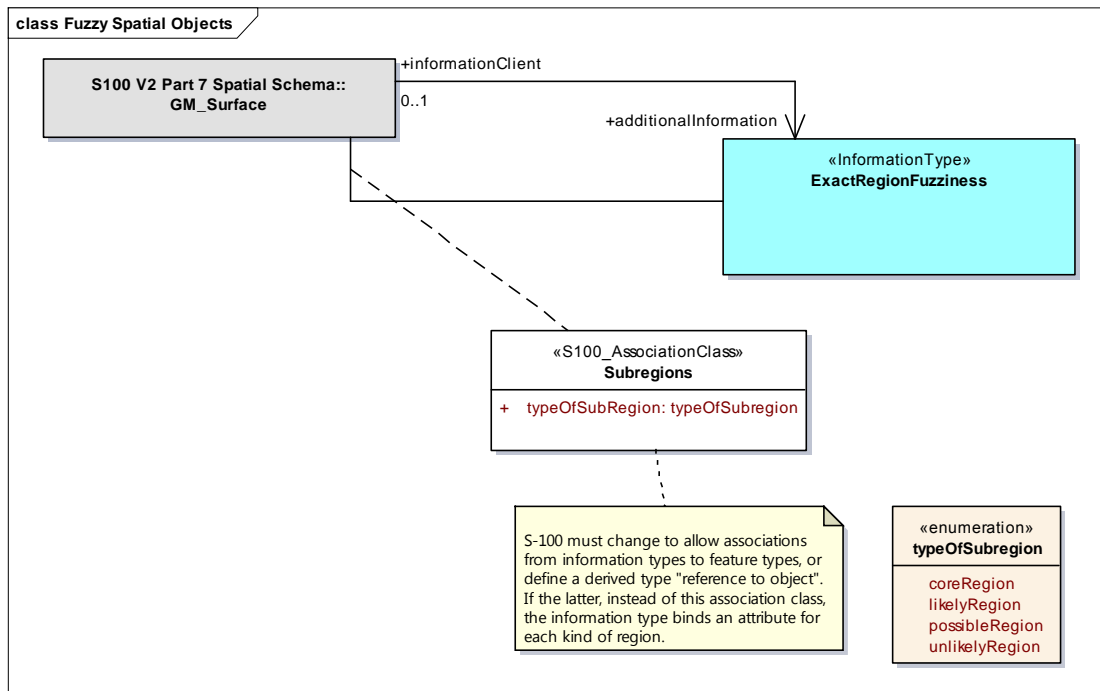 class Fuzzy Spatial Objects
S100 V2 Part 7 Spatial Schema::
GM_Surface
+informationClient
0..1
+additionalInformation
«InformationType»
ExactRegionFuzziness
«S100_AssociationClass»
Subregions
+ typeOfSubRegion: typeOfSubregion
S-100 must change to allow associations
from information types to feature types, or
define a derived type "reference to object".
If the latter, instead of this association class,
the information type binds an attribute for
each kind of region.
«enumeration»
typeOfSubregion
coreRegion
likelyRegion
possibleRegion
unlikelyRegion